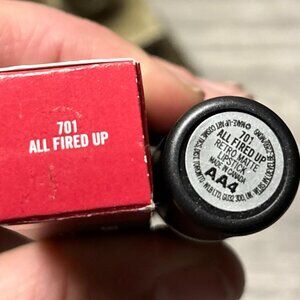 701
ALL FIRED UP
701
ALL FIRED UP
RETRO MATTE
LIPSTICK
MADE IN CANADA
AA4